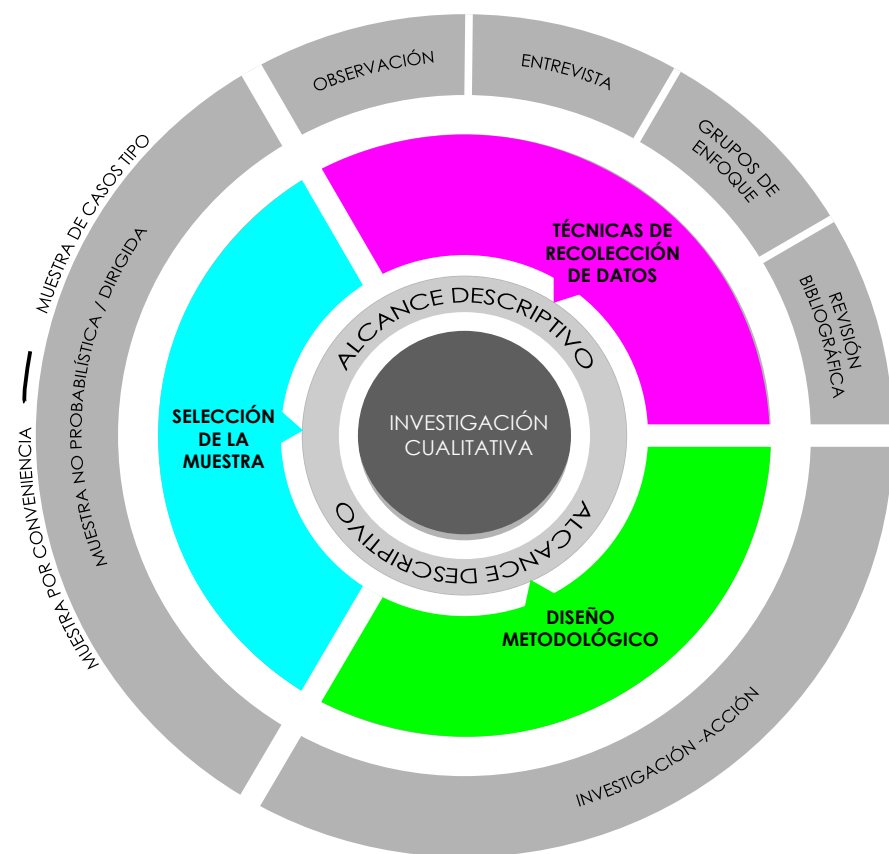 OBSERVACIÓN
ENTREVISTA
GRUPOS DE
ENFOQUE
REVISIÓN
BIBLIOGRÁFICA
TÉCNICAS DE
RECOLECCIÓN
DE DATOS
MUESTRA DE CASOS TIPO
MUESTRA POR CONVENIENCIA
MUESTRA NO PROBABILÍSTICA / DIRIGIDA
SELECCIÓN
DE LA
MUESTRA
ALCANCE DESCRIPTIVO
INVESTIGACIÓN
CUALITATIVA
ALCANCE DESCRIPTIVO
DISEÑO
METODOLÓGICO
INVESTIGACIÓN -ACCIÓN